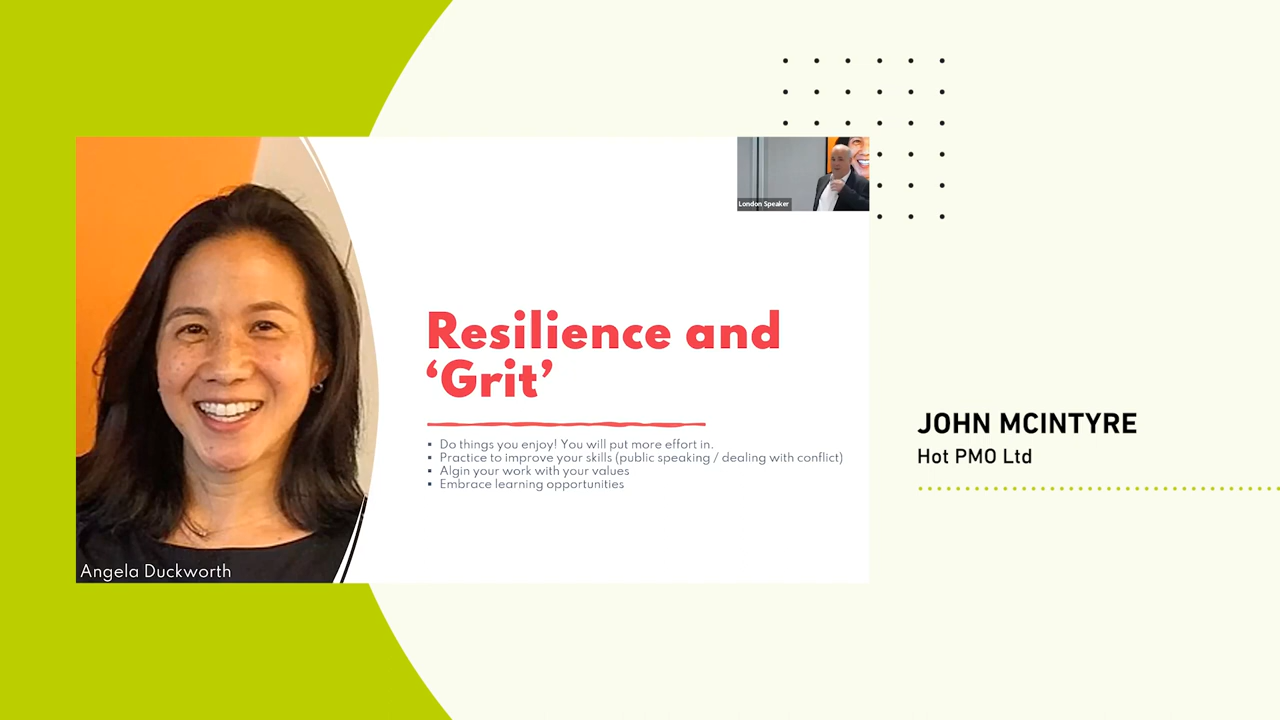 London Speaker
Resilience and
‘Grit’
▪ Do things you enjoy! You will put more effort in.
▪ Practice to improve your skills (public speaking / dealing with conflict)
▪ Algin your work with your values
▪ Embrace learning opportunities
Angela Duckworth
JOHN MCINTYRE
Hot PMO Ltd